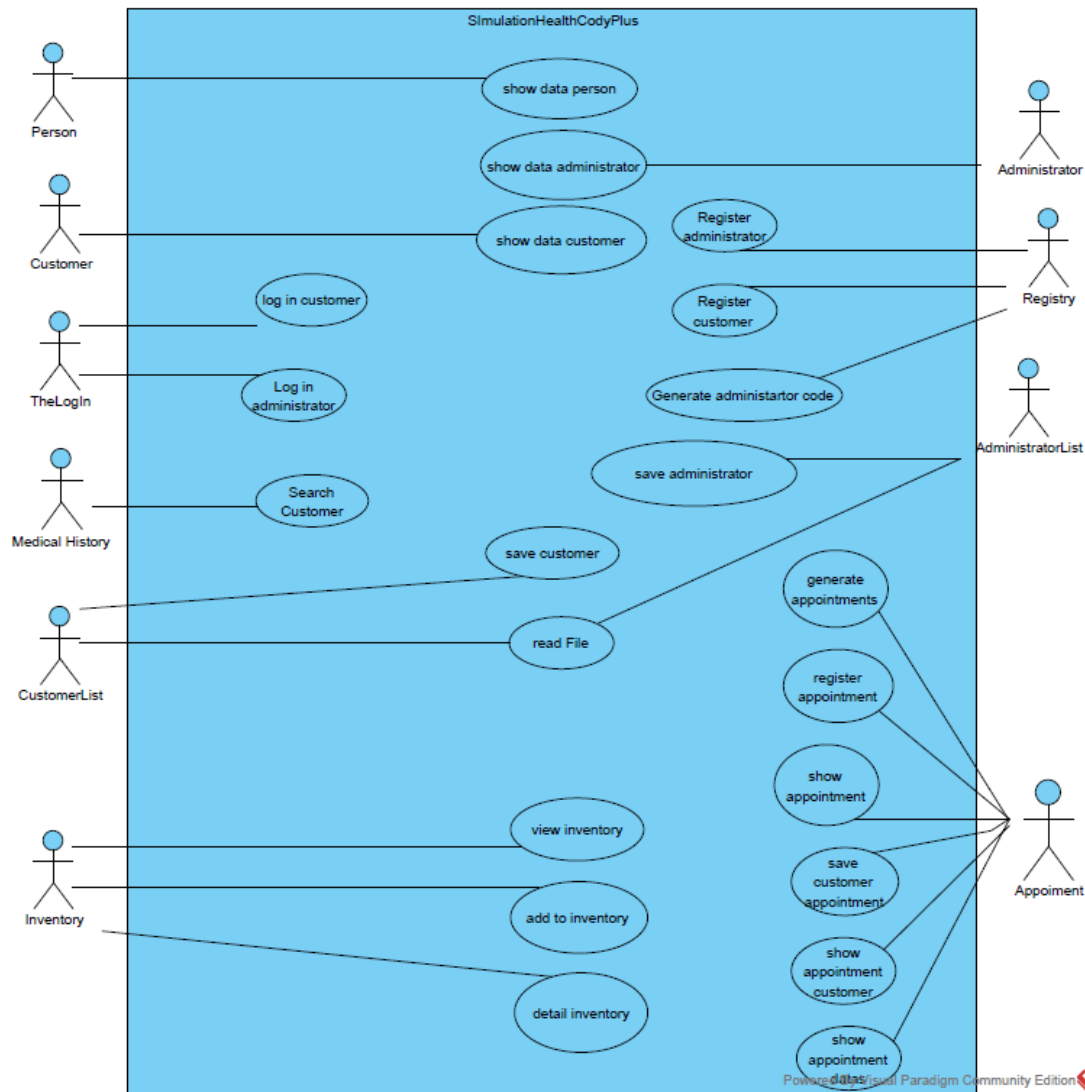 SImulationHealthCodyPlus
Person
show data person
Administrator
show data administrator
Customer
show data customer
Register
administrator
Registry
log in customer
Register
customer
TheLogIn
Log in
administrator
Generate administartor code
AdministratorList
save administrator
Medical History
Search
Customer
save customer
generate
appointments
CustomerList
read File
register
appointment
show
appointment
view inventory
Inventory
add to inventory
save
customer
appointment
Appoiment
show
appointment
customer
detail inventory
show
appointment
datas
Powered By Visual Paradigm Community Edition